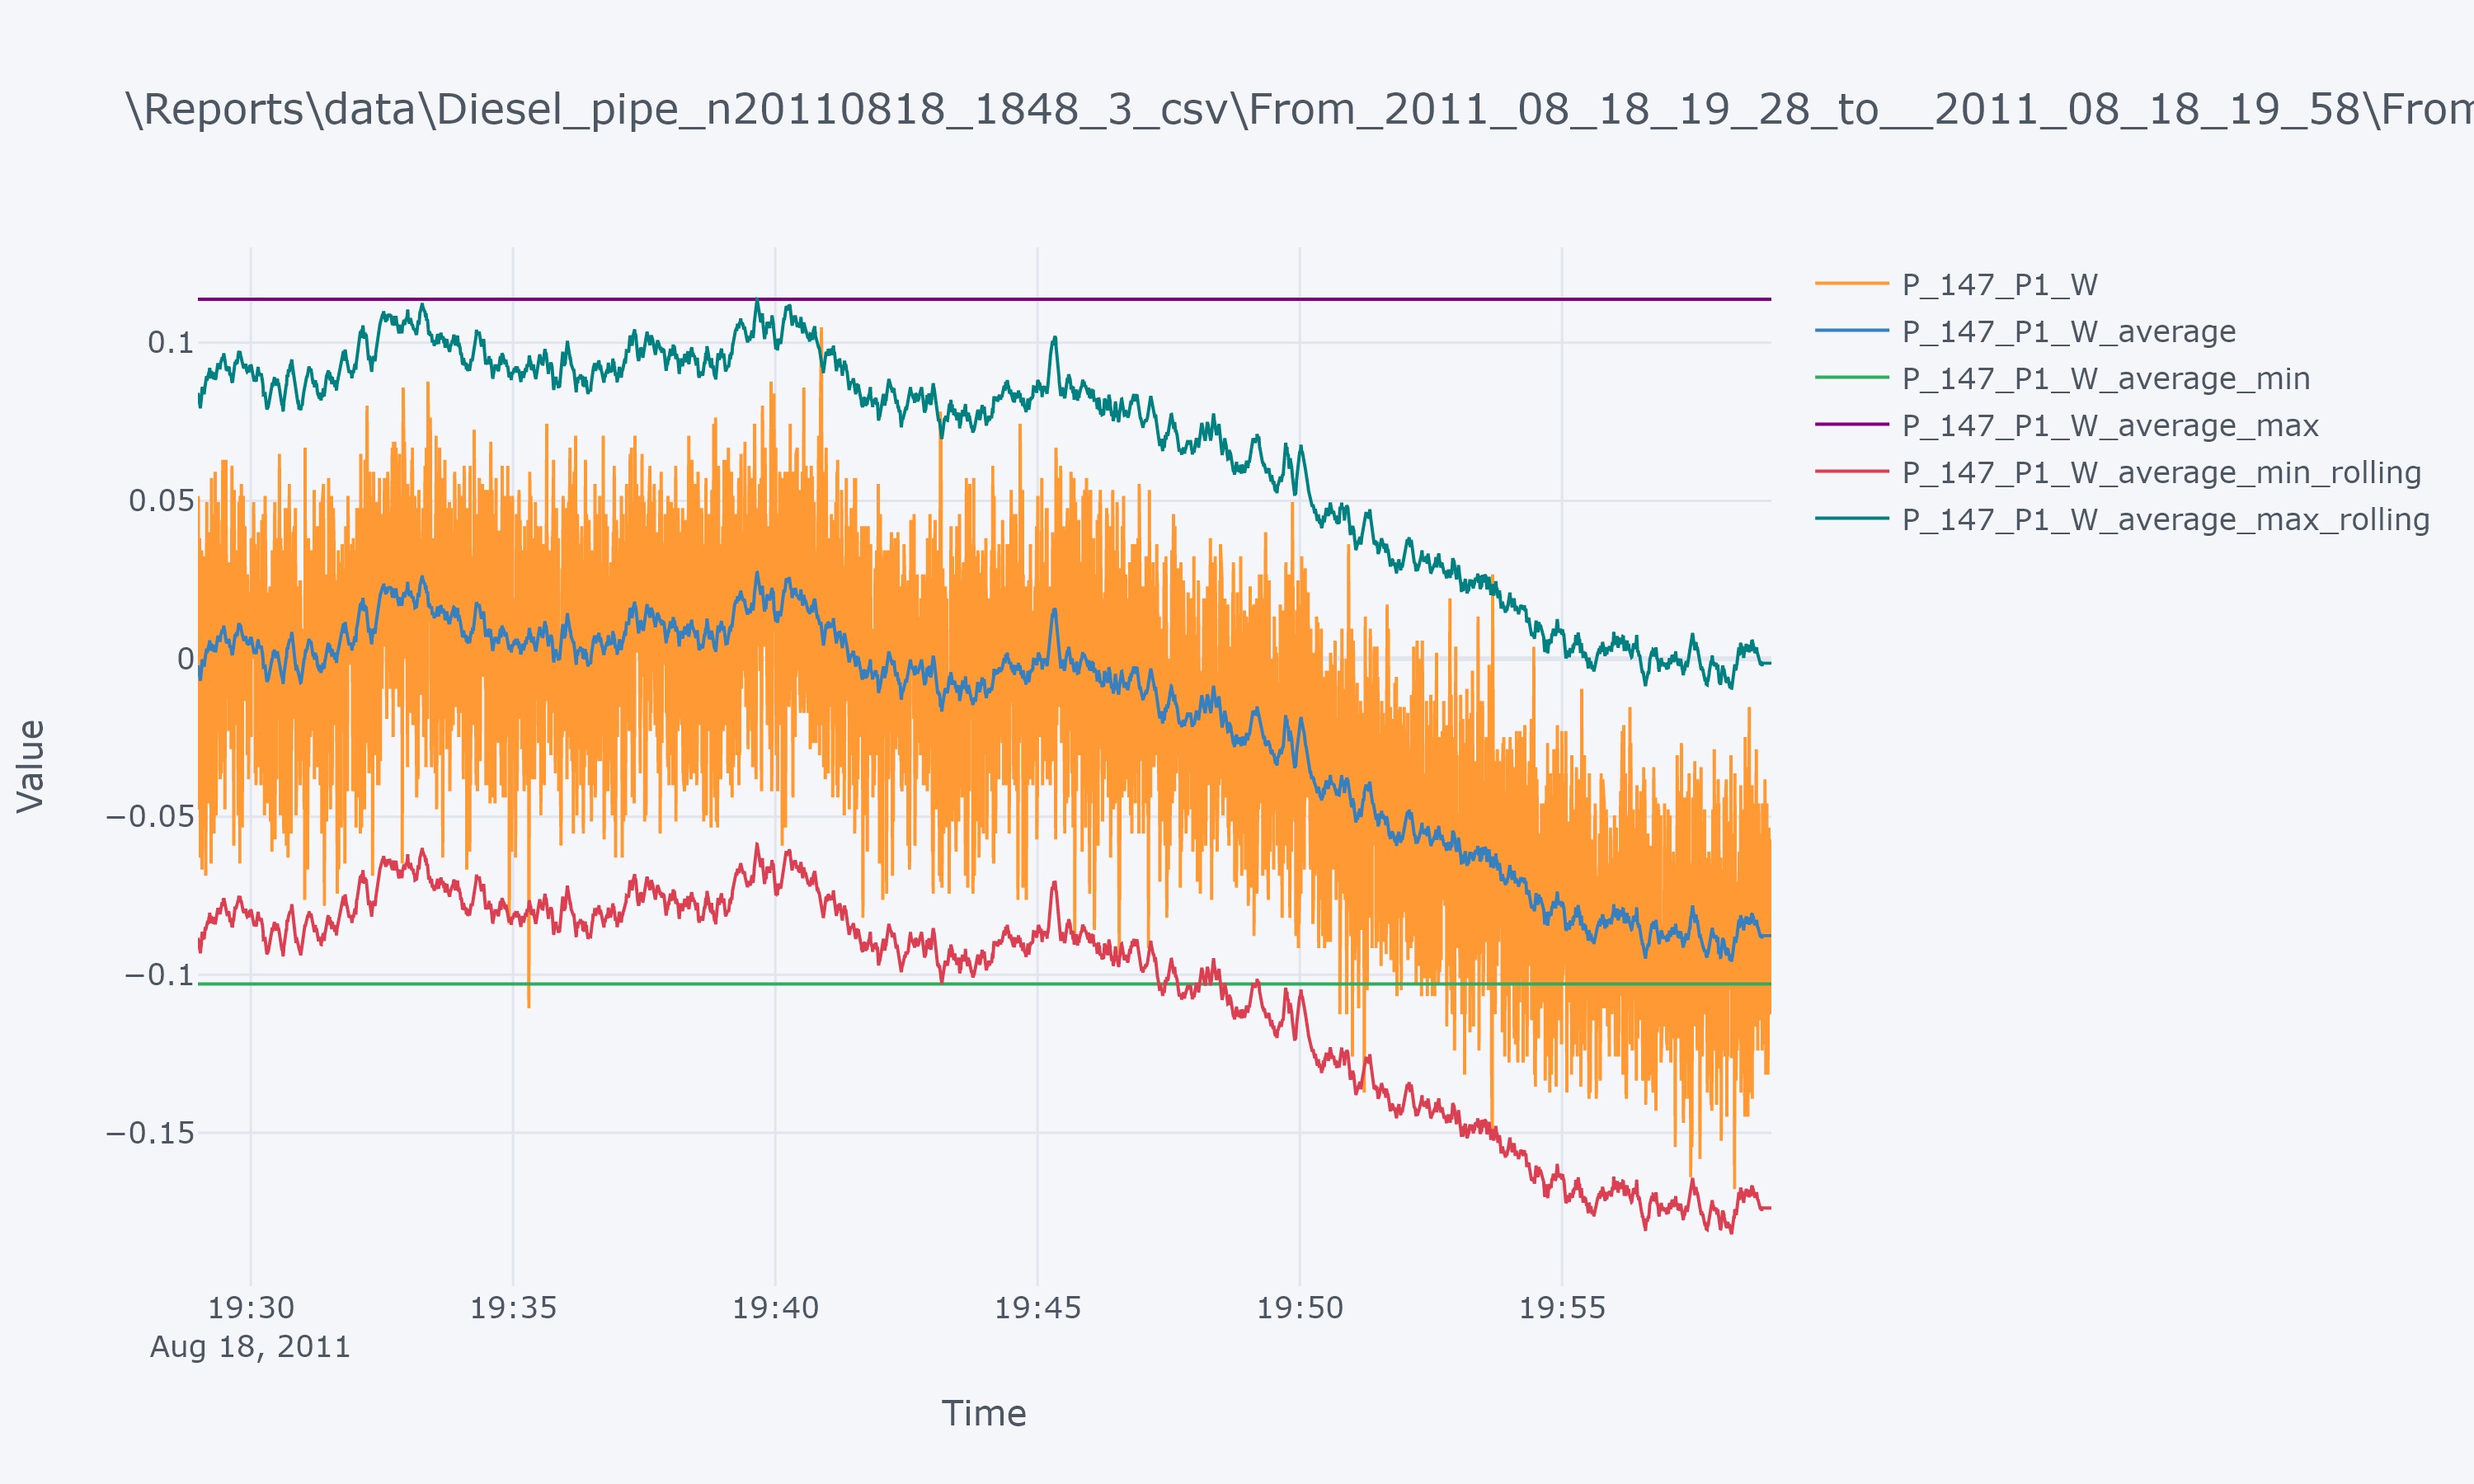 \Reports\data\Diesel_pipe_n20110818_1848_3_csv\From_2011_08_18_19_28_to__2011_08_18_19_58\From
P_147_P1_W
P_147_P1_W_average
P_147_P1_W_average_min
P_147_P1_W_average_max
P_147_P1_W_average_min_rolling
P_147_P1_W_average_max_rolling
0.1
0.05
0
−0.05
−0.1
−0.15
Value
19:30 19:35 19:40 19:45 19:50 19:55
Aug 18, 2011
Time